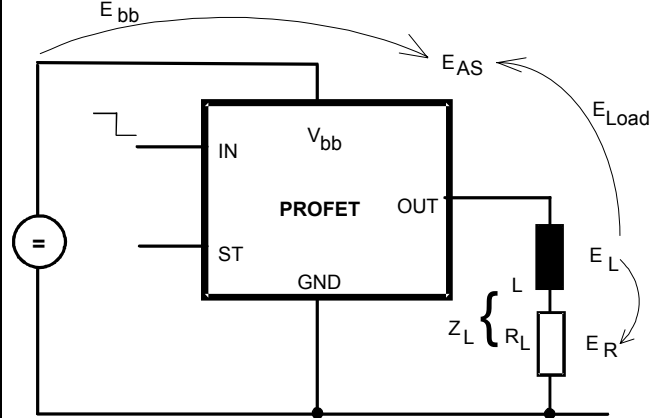 E bb
E AS
E Load
V bb
IN
PROFET
OUT
ST
GND
L
E L
Z L { R L
E R
=